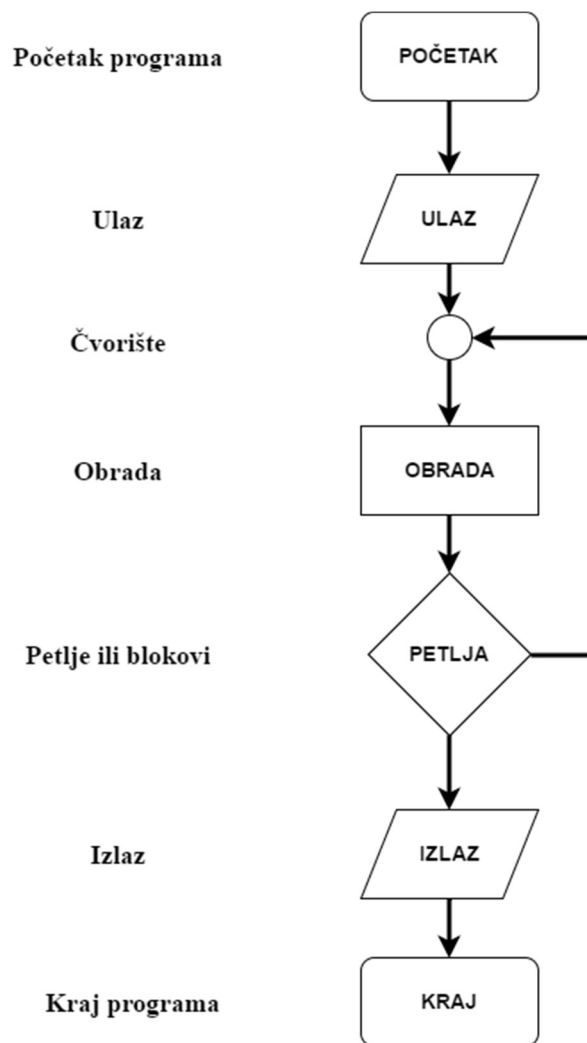 Početak programa
POČETAK
Ulaz
ULAZ
Čvorište
Obrada
OBRADA
Petlje ili blokovi
PETLJA
Izlaz
IZLAZ
Kraj programa
KRAJ